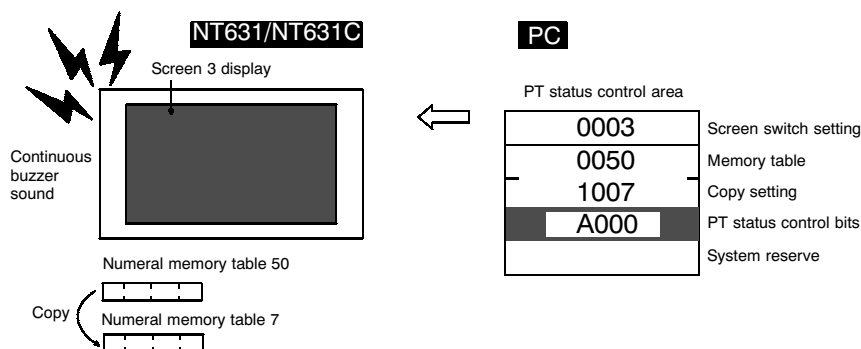 NT631/NT631C
Screen 3 display
Continuous
buzzer
sound
Numeral memory table 50
Copy
Numeral memory table 7
PC
PT status control area
0003 Screen switch setting
0050 Memory table
1007 Copy setting
A000 PT status control bits
System reserve